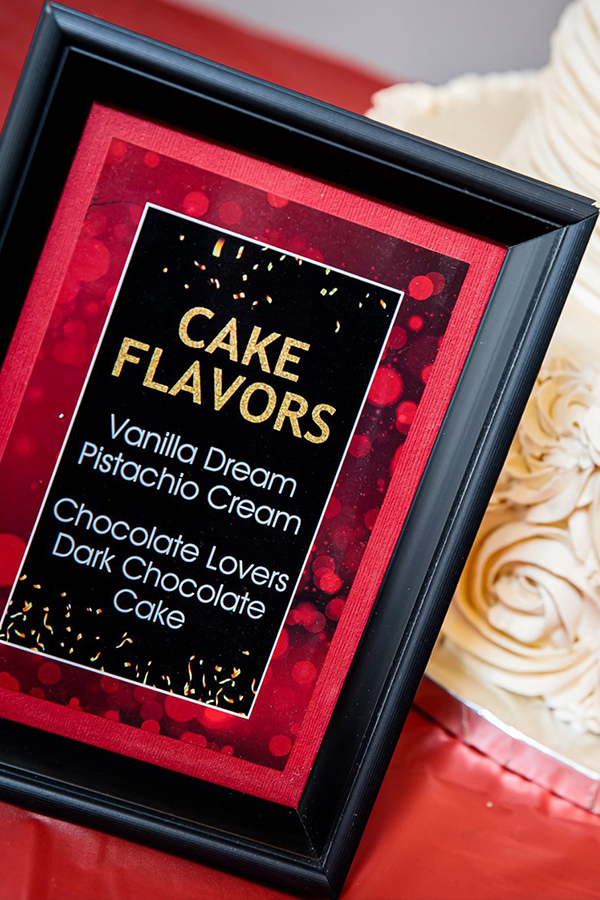 CAKE
FLAVORS
Vanilla Dream
Pistachio Cream
Chocolate Lovers
Dark Chocolate
Cake